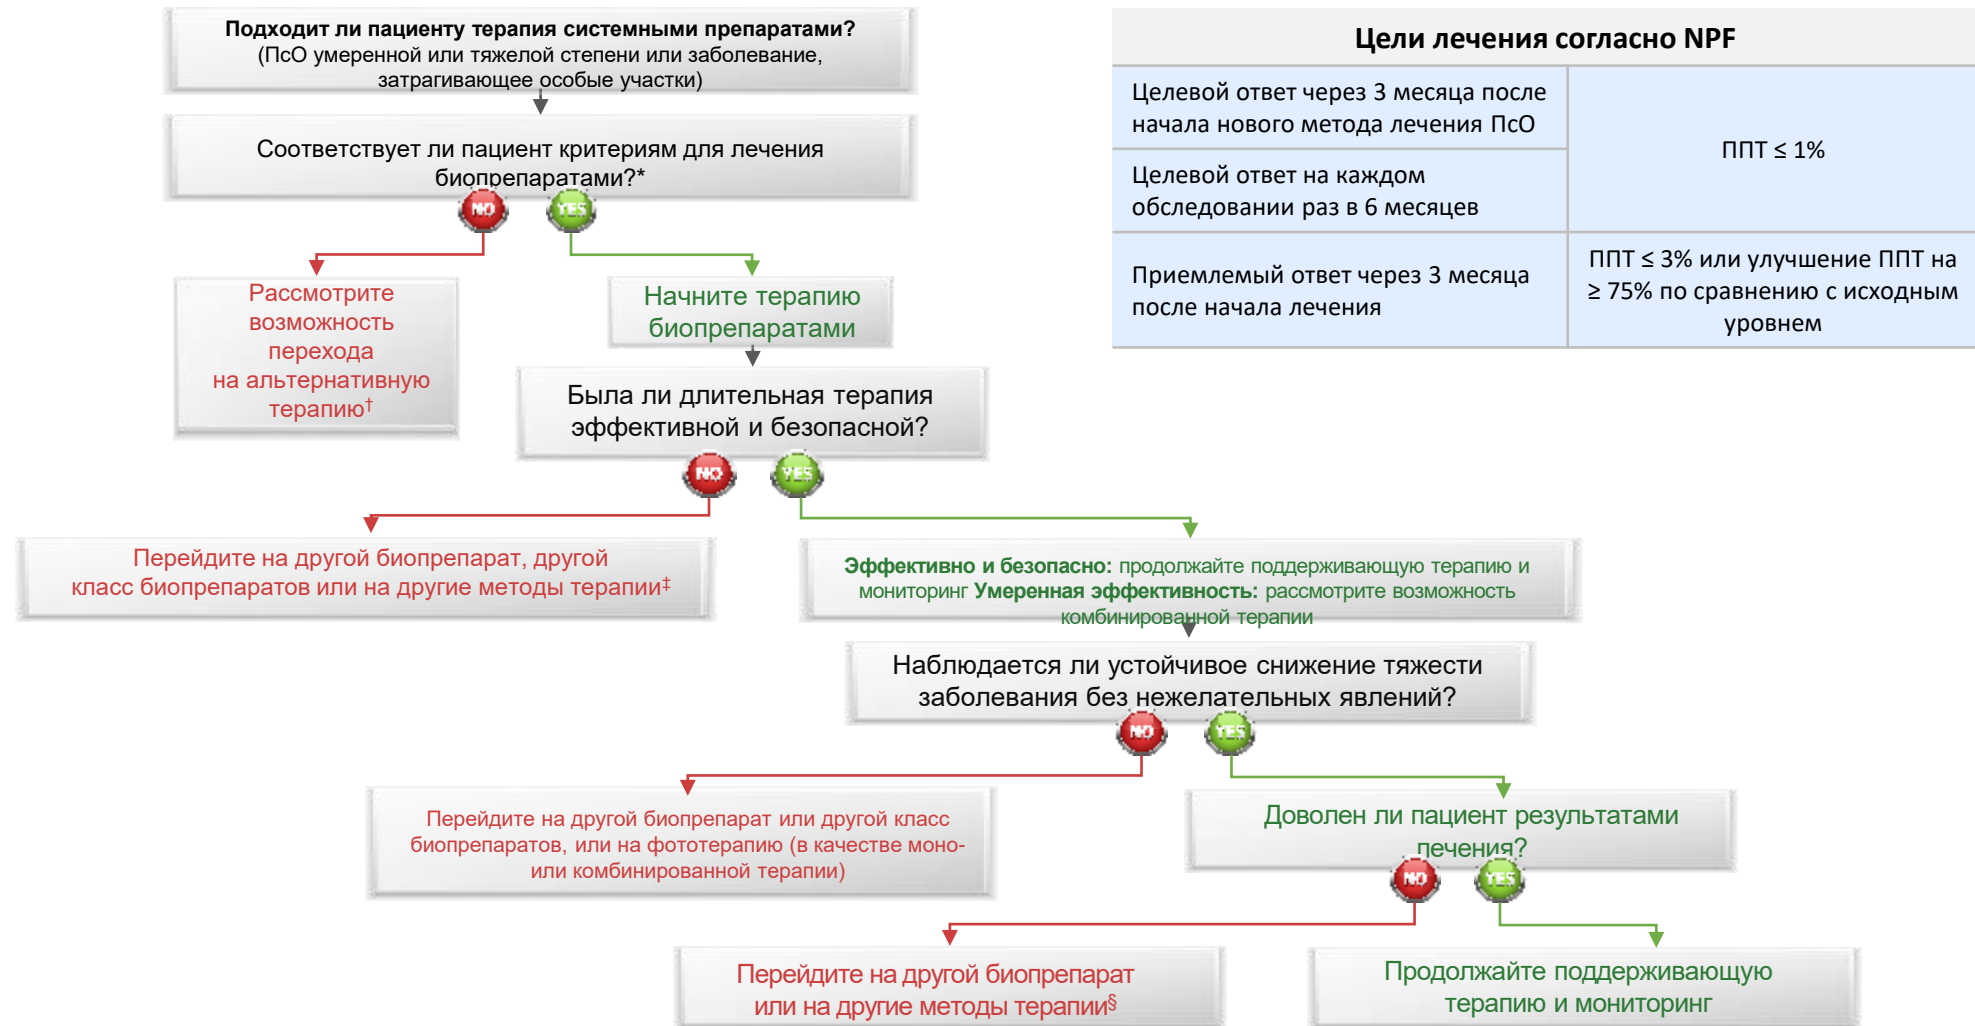 Подходит ли пациенту терапия системными препаратами?
(ПсО умеренной или тяжелой степени или заболевание,
затрагивающее особые участки)
Соответствует ли пациент критериям для лечения
биопрепаратами?*
NO
YES
Рассмотрите
возможность
перехода
на альтернативную
терапию†
Начните терапию
биопрепаратами
Была ли длительная терапия
эффективной и безопасной?
NO
YES
Перейдите на другой биопрепарат, другой
класс биопрепаратов или на другие методы терапии‡
Эффективно и безопасно: продолжайте поддерживающую терапию и
мониторинг Умеренная эффективность: рассмотрите возможность
комбинированной терапии
Наблюдается ли устойчивое снижение тяжести
заболевания без нежелательных явлений?
NO
YES
Перейдите на другой биопрепарат или другой класс
биопрепаратов, или на фототерапию (в качестве моно-
или комбинированной терапии)
Доволен ли пациент результатами
лечения?
NO
YES
Перейдите на другой биопрепарат
или на другие методы терапии§
Продолжайте поддерживающую
терапию и мониторинг
Цели лечения согласно NPF
Целевой ответ через 3 месяца после
начала нового метода лечения ПсО
Целевой ответ на каждом
обследовании раз в 6 месяцев
ППТ ≤ 1%
Приемлемый ответ через 3 месяца
после начала лечения
ППТ ≤ 3% или улучшение ППТ на
≥ 75% по сравнению с исходным
уровнем